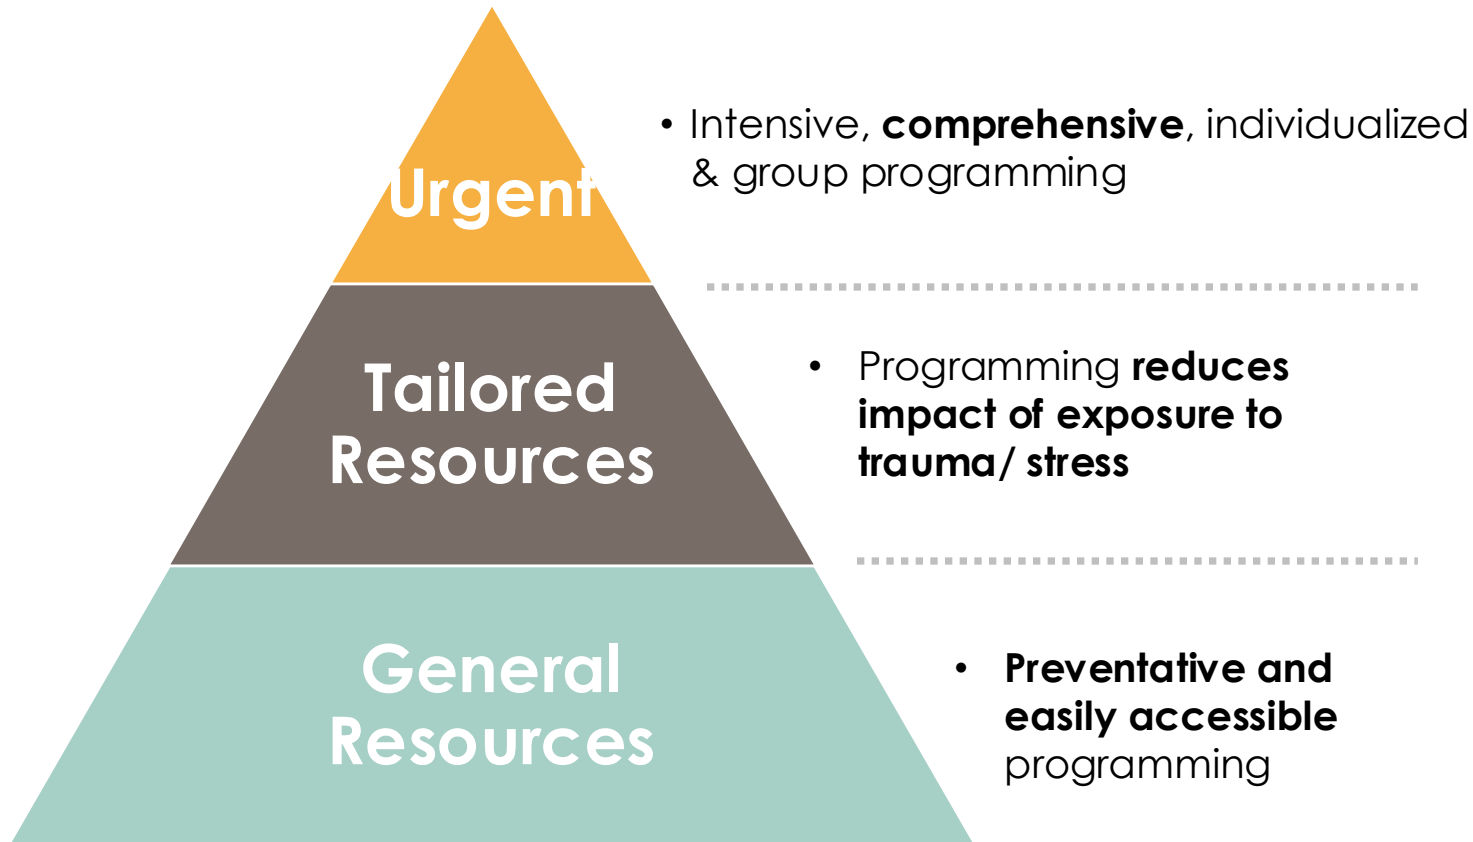 Urgent
• Intensive, comprehensive, individualized
& group programming
Tailored
Resources
• Programming reduces
impact of exposure to
trauma/ stress
General
Resources
• Preventative and
easily accessible
programming